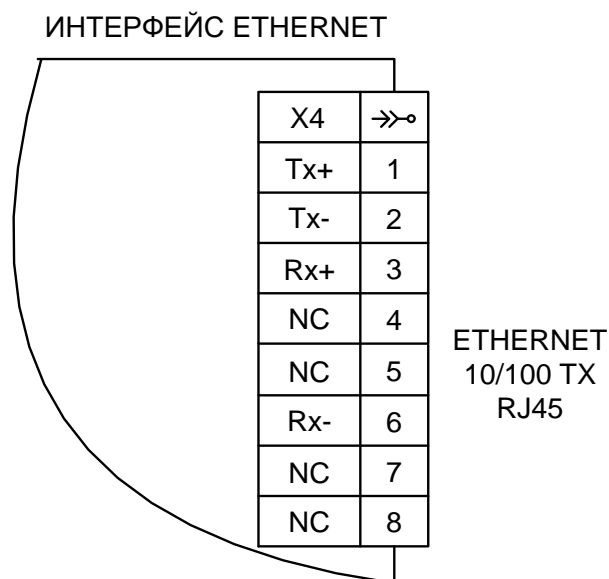 ИНТЕРФЕЙС ETHERNET
X4
Tx+ 1
Tx- 2
Rx+ 3
NC 4
NC 5
Rx- 6
NC 7
NC 8
ETHERNET
10/100 TX
RJ45